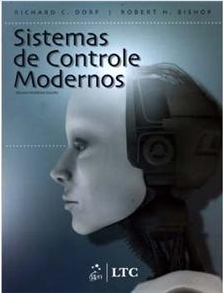 RICHARD C. DORF | ROBERT H. BISHOP
Sistemas
de Controle
Modernos
LTC